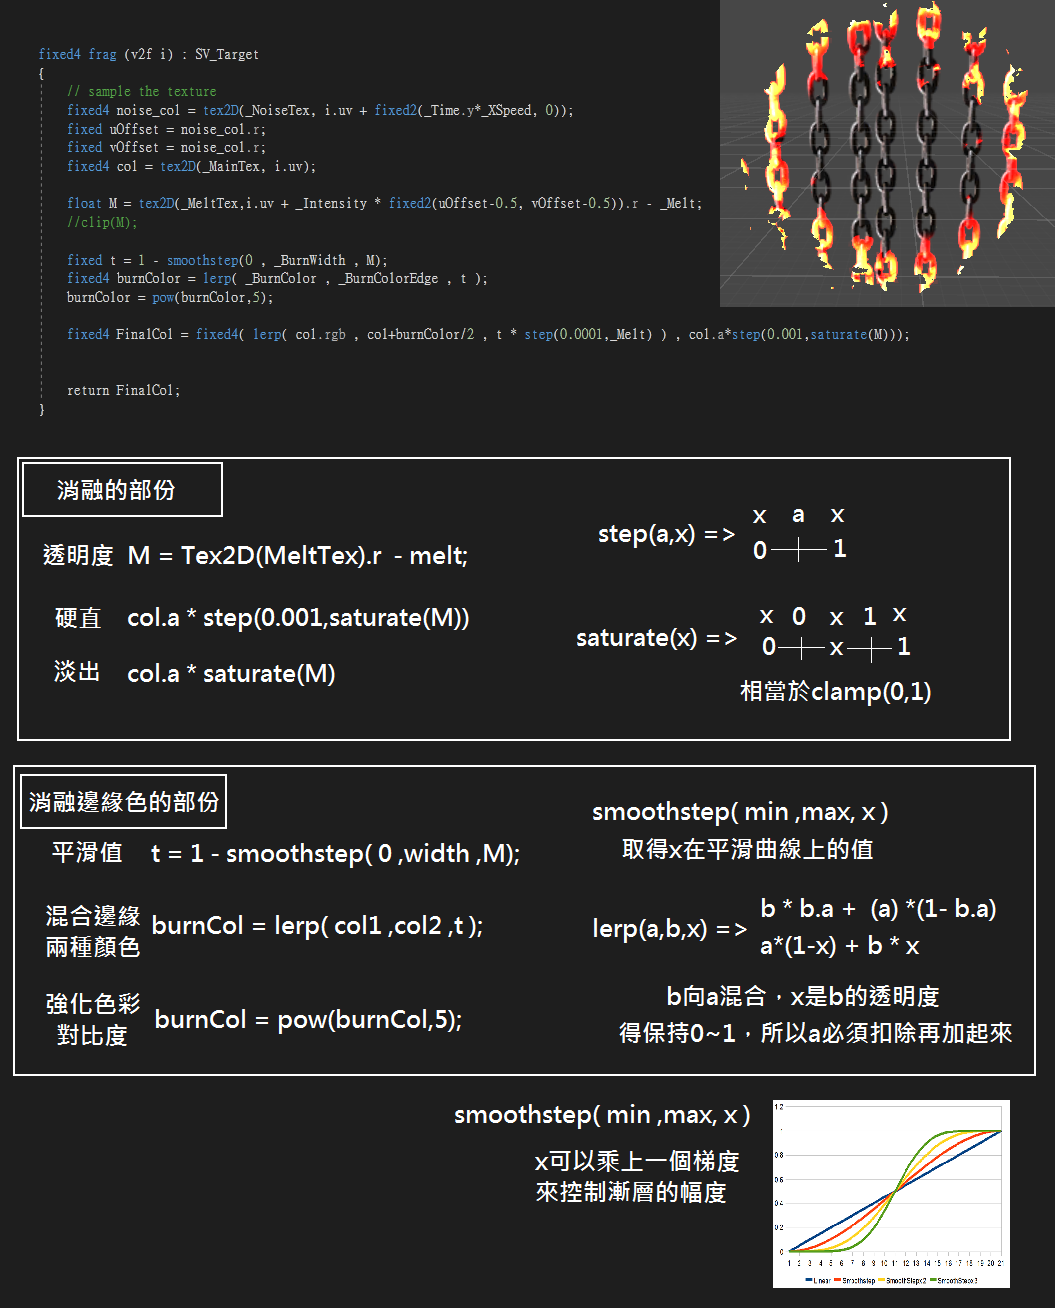 fixed4 frag (v2f i) : SV_Target
{
// sample the texture
fixed4 noise_col = tex2D(_NoiseTex, i.uv + fixed2(_Time.y*_XSpeed, 0));
fixed uOffset = noise_col.r;
fixed vOffset = noise_col.r;
fixed4 col = tex2D(_MainTex, i.uv);
float M = tex2D(_MeltTex,i.uv + _Intensity * fixed2(uOffset-0.5, vOffset-0.5)).r - _Melt;
//clip(M);
fixed t = 1 - smoothstep(0 , _BurnWidth , M);
fixed4 burnColor = lerp( _BurnColor , _BurnColorEdge , t );
burnColor = pow(burnColor,5);
fixed4 FinalCol = fixed4( lerp( col.rgb , col+burnColor/2 , t * step(0.0001,_Melt) ) , col.a*step(0.001,saturate(M)));
return FinalCol;
}
消融的部份
透明度 M = Tex2D(MeltTex).r - melt;
硬直 col.a * step(0.001,saturate(M))
淡出 col.a * saturate(M)
x a x
step(a,x) =>
0 1
x 0 x 1 x
saturate(x) =>
0 x 1
相當於clamp(0,1)
消融邊緣色的部份
平滑值 t = 1 - smoothstep( 0 ,width ,M);
混合邊緣
兩種顏色
burnCol = lerp( col1 ,col2 ,t );
強化色彩
對比度
burnCol = pow(burnCol,5);
smoothstep( min ,max, x )
取得x在平滑曲線上的值
lerp(a,b,x) =>
b * b.a + (a) *(1- b.a)
a*(1-x) + b * x
b向a混合，x是b的透明度
得保持0~1，所以a必須扣除再加起來
smoothstep( min ,max, x )
x可以乘上一個梯度
來控制漸層的幅度
1.2
1
0.8
0.6
0.4
0.2
0
1 2 3 4 5 6 7 8 9 10 11 12 13 14 15 16 17 18 19 20 21
Linear Smoothstep SmoothStepx2 SmoothStepx3